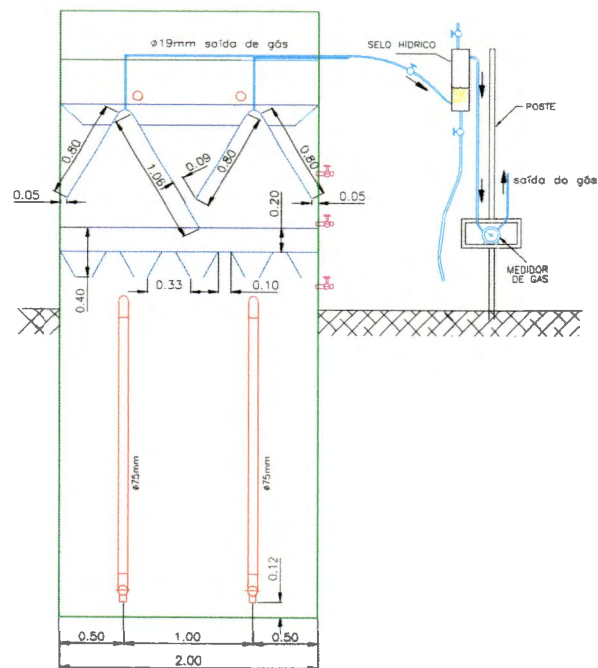 ø19mm saída de gás
SELO HÍDRICO
POSTE
0.80
1.06
0.09
0.80
0.80
saída do gás
0.05
0.20
0.05
MEDIDOR
DE GAS
0.40
0.33
0.10
ø75mm
ø75mm
0.12
0.50
1.00
0.50
2.00